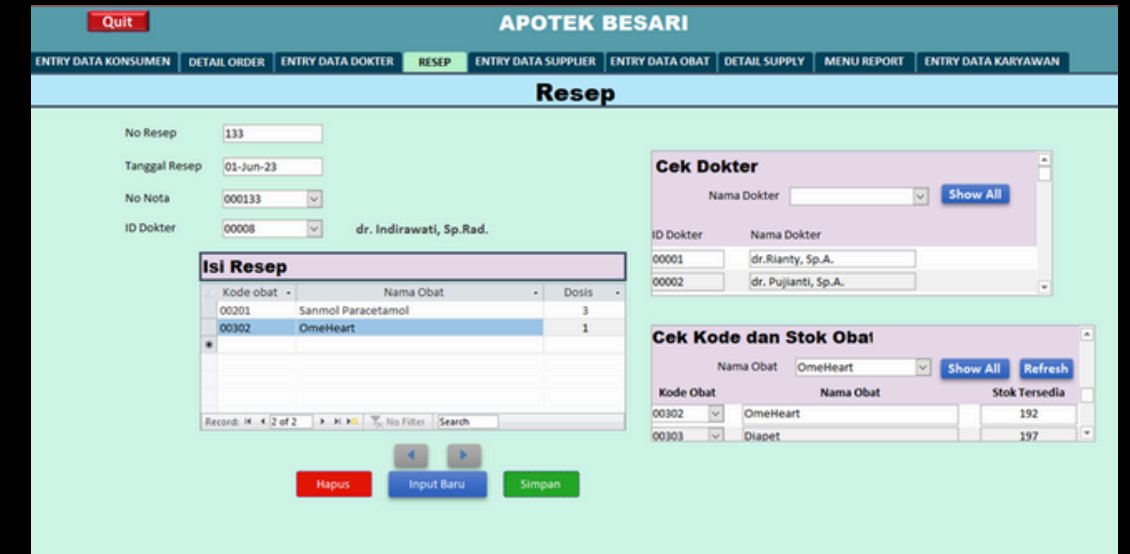 Quit
APOTEK BESARI
ENTRY DATA KONSUMEN DETAIL ORDER ENTRY DATA DOKTER RESEP ENTRY DATA SUPPLIER ENTRY DATA OBAT DETAIL SUPPLY MENU REPORT ENTRY DATA KARYAWAN
Resep
No Resep 133
Tanggal Resep 01-Jun-23
No Nota 000133
ID Dokter 00008 dr. Indirawati, Sp.Rad.
Isi Resep
Kode obat Nama Obat Dosis
00201 Sanmol Paracetamol 3
00302 OmeHeart 1
Record: 2 of 2 No Filter Search
Hapus Input Baru Simpan
Cek Dokter
Nama Dokter Show All
ID Dokter Nama Dokter
00001 dr.Rianty, Sp.A.
00002 dr. Pujianti, Sp.A.
Cek Kode dan Stok Obat
Nama Obat OmeHeart Show All Refresh
Kode Obat Nama Obat Stok Tersedia
00302 OmeHeart 192
00303 Diapet 197